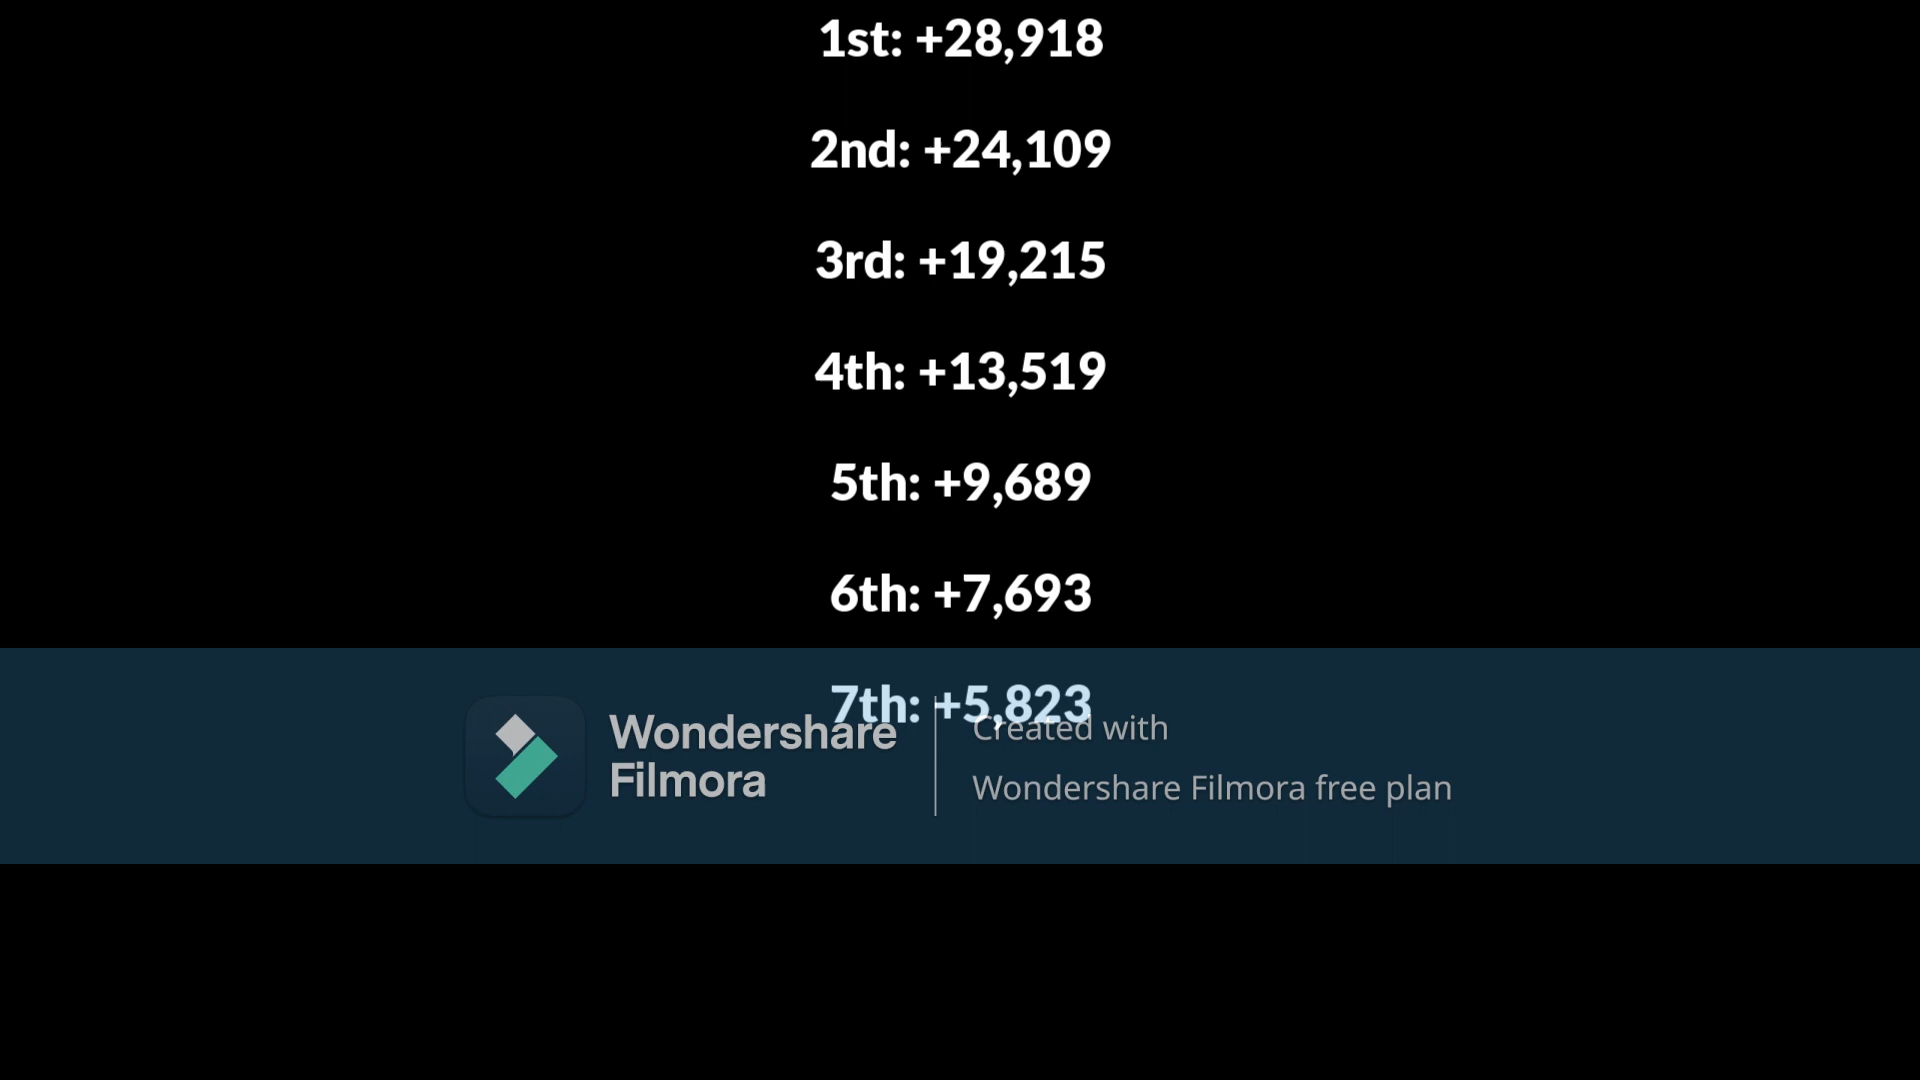 1st: +28,918
2nd: +24,109
3rd: +19,215
4th: +13,519
5th: +9,689
6th: +7,693
7th: +5,823
Wondershare
Filmora
Created with
Wondershare Filmora free plan